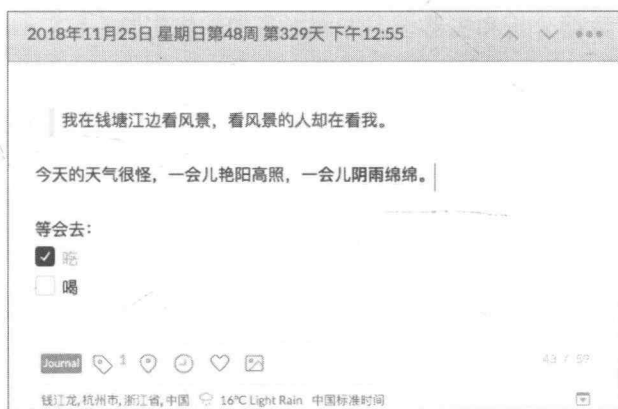 2018年11月25日 星期日第48周 第329天 下午12:55
我在钱塘江边看风景，看风景的人却在看我。
今天的天气很怪，一会儿艳阳高照，一会儿阴雨绵绵。
等会去：
吃
喝
Journal 1 43 / 59
钱江龙, 杭州市, 浙江省, 中国 16°C Light Rain 中国标准时间